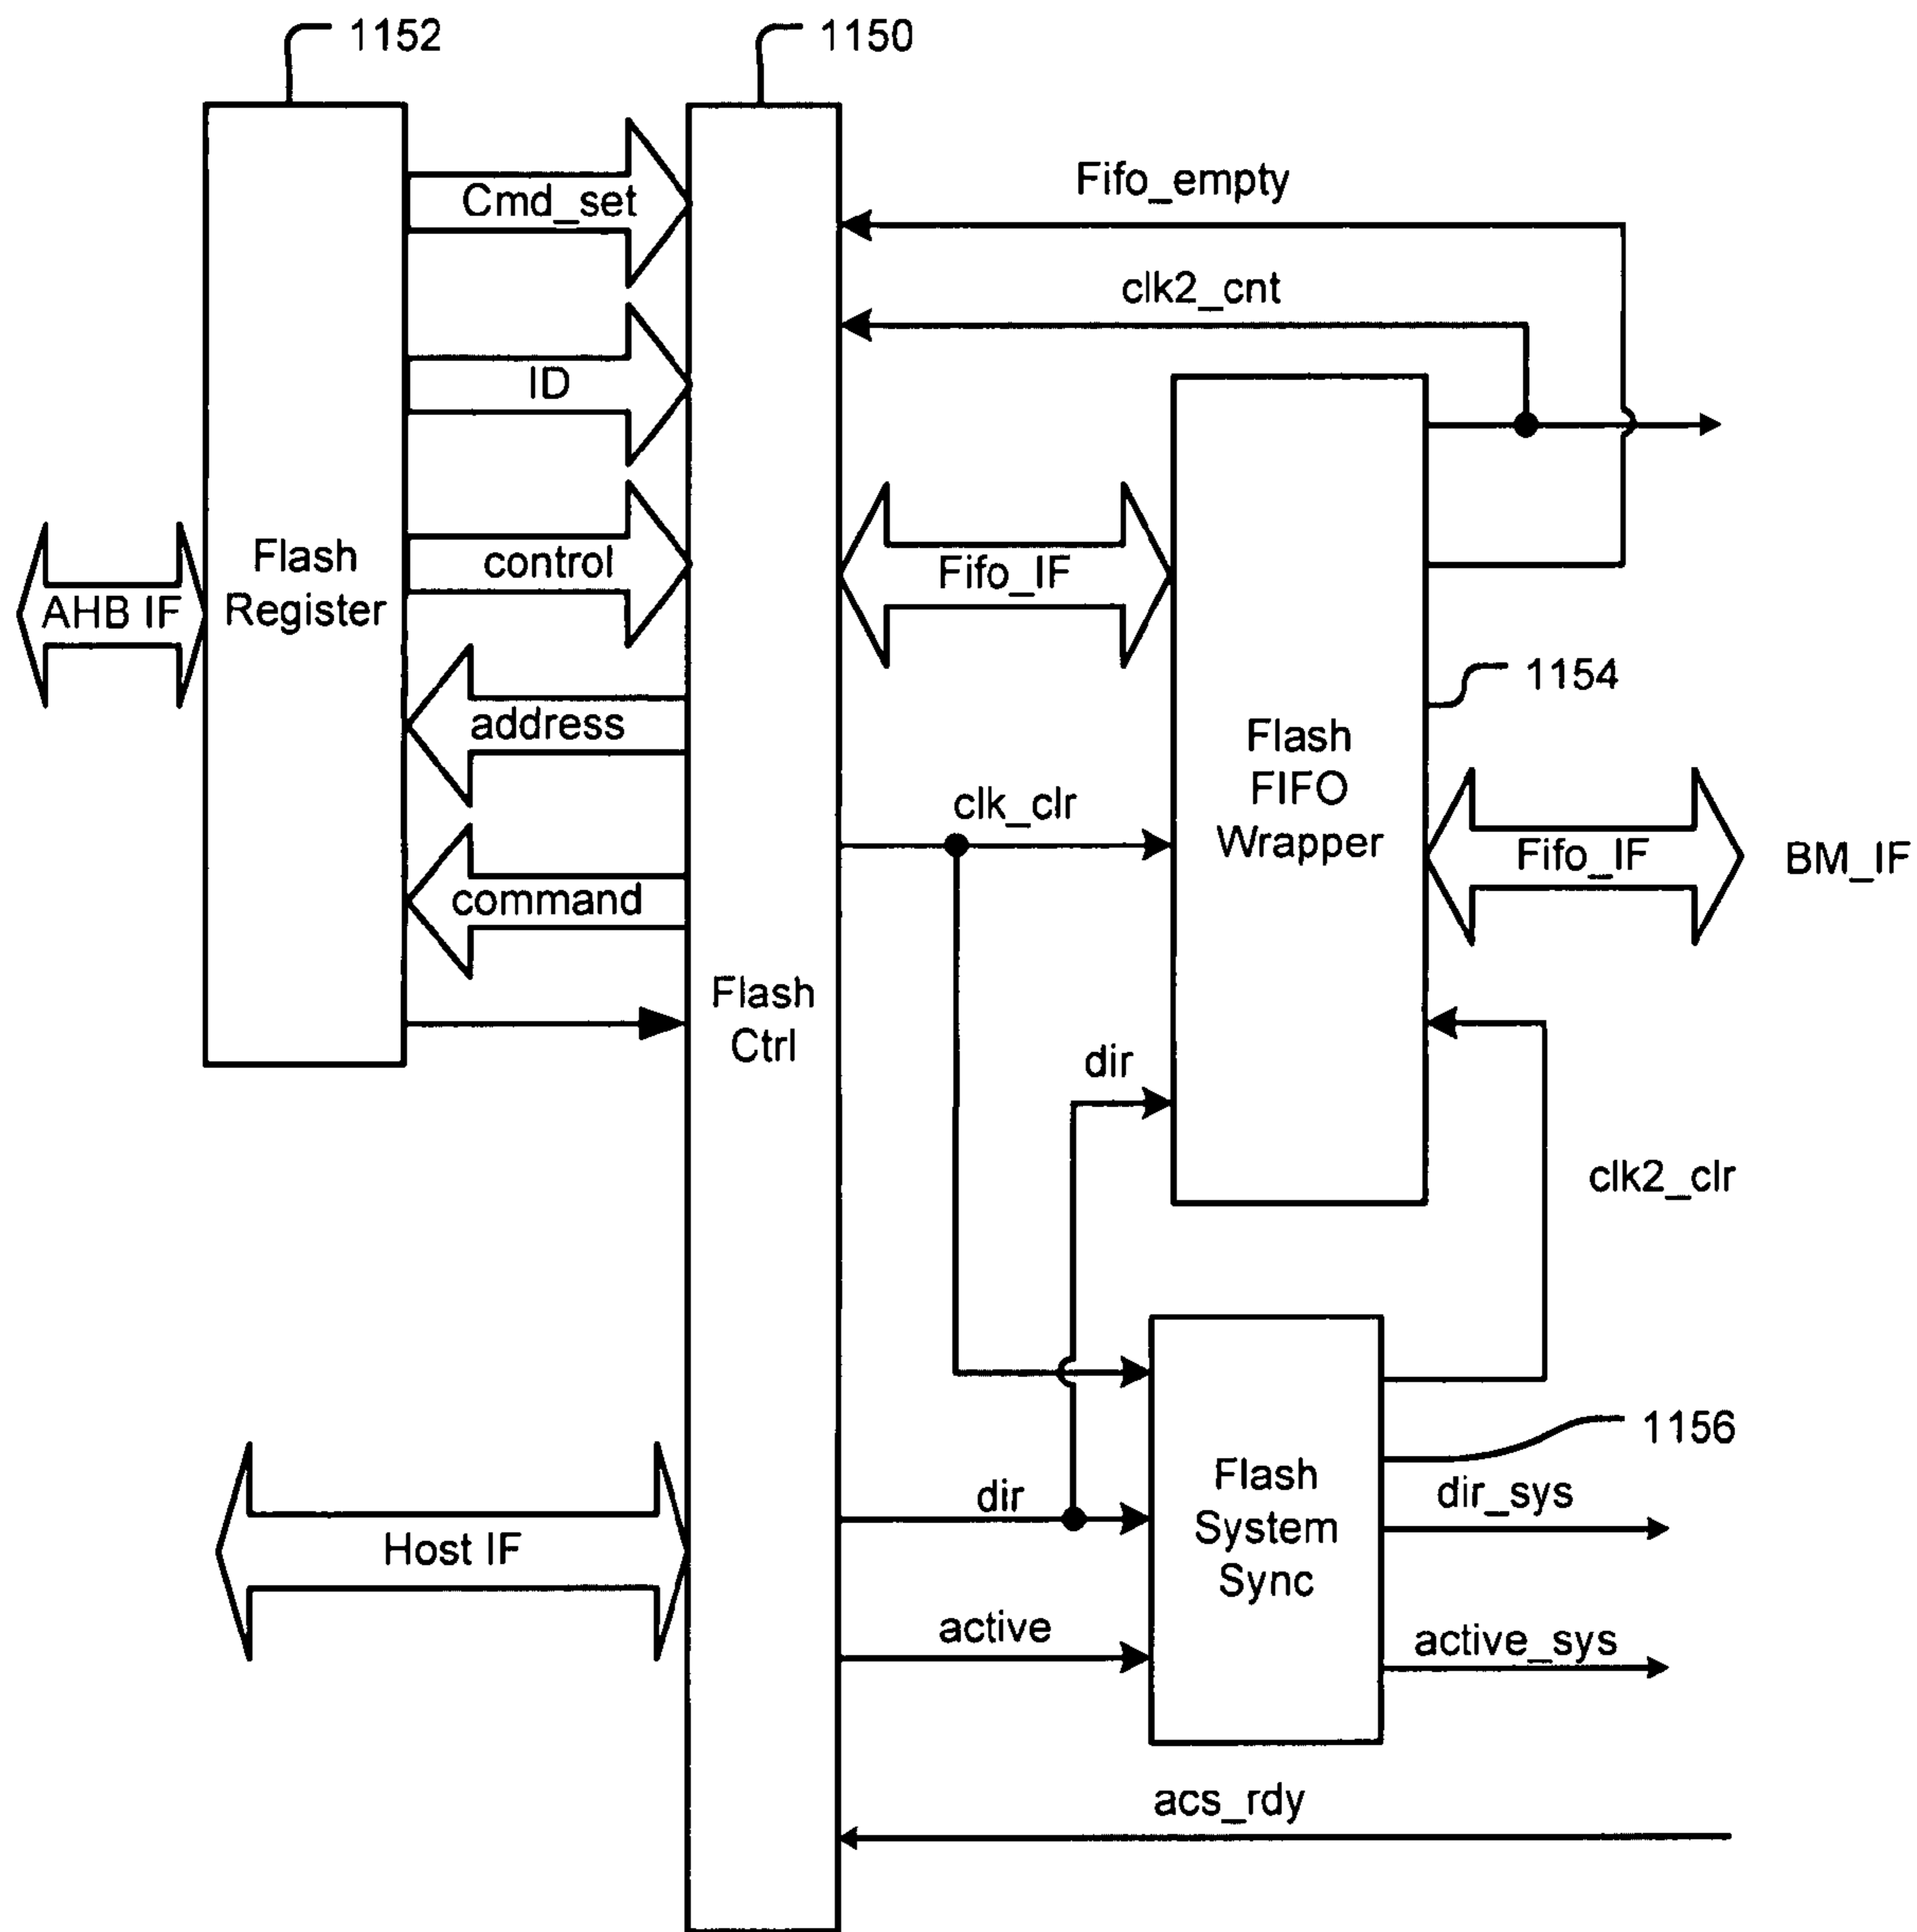 1152
1150
Cmd_set
Fifo_empty
clk2_cnt
ID
control
Fifo_IF
Flash
Register
AHB IF
address
command
1154
Flash
FIFO
Wrapper
clk_clr
Fifo_IF
BM_IF
Flash
Ctrl
dir
clk2_clr
1156
Flash
System
Sync
dir
dir_sys
Host IF
active
active_sys
acs_rdy